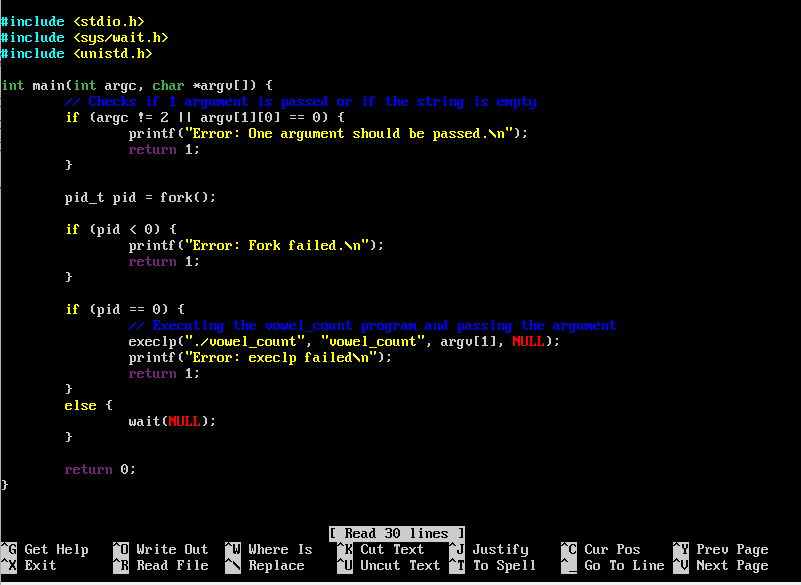 #include <stdio.h>
#include <sys/wait.h>
#include <unistd.h>
int main(int argc, char *argv[]) {
// Checks if 1 argument is passed or if the string is empty
if (argc != 2 || argv[1][0] == 0) {
printf("Error: One argument should be passed.\n");
return 1;
}
pid_t pid = fork();
if (pid < 0) {
printf("Error: Fork failed.\n");
return 1;
}
if (pid == 0) {
// Executing the vowel_count program and passing the argument
execlp("./vowel_count", "vowel_count", argv[1], NULL);
printf("Error: execlp failed\n");
return 1;
}
else {
wait(NULL);
}
return 0;
}
[ Read 30 lines ]
^G Get Help ^O Write Out ^W Where Is ^K Cut Text ^J Justify ^C Cur Pos ^Y Prev Page
^X Exit ^R Read File ^\ Replace ^U Uncut Text ^T To Spell ^_ Go To Line ^V Next Page